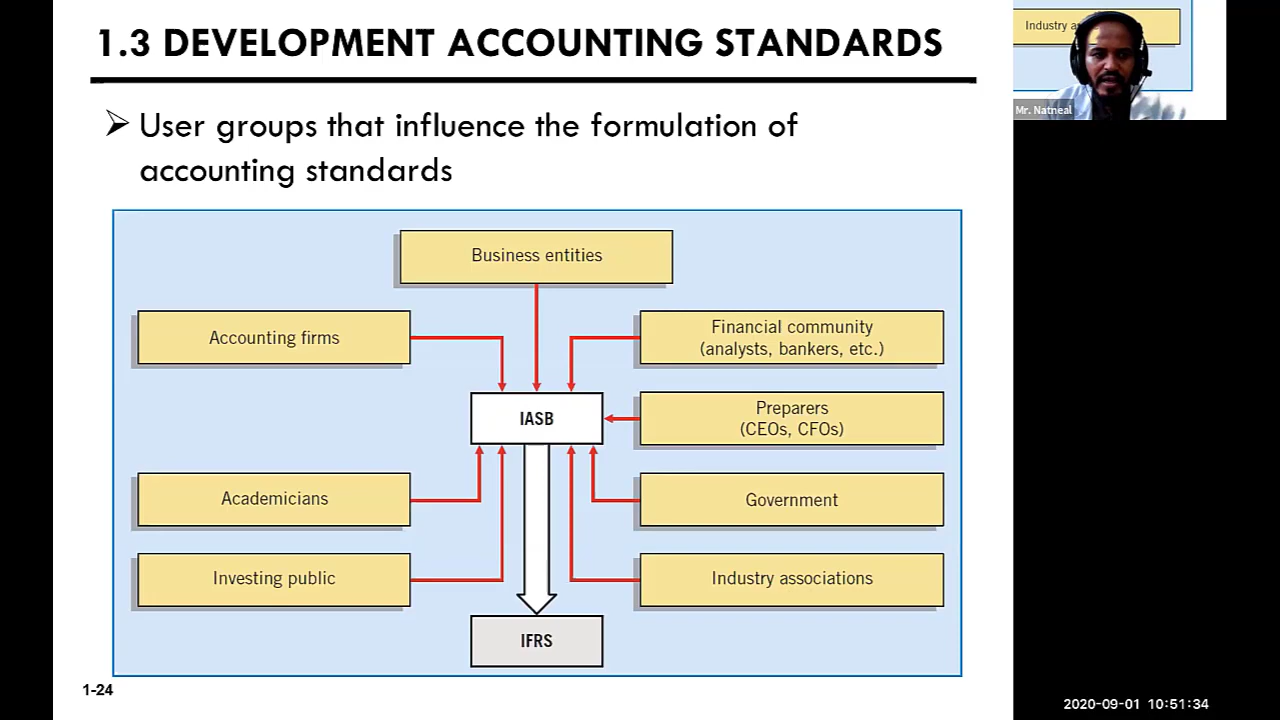 1.3 DEVELOPMENT ACCOUNTING STANDARDS
User groups that influence the formulation of
accounting standards
Business entities
Accounting firms
Financial community
(analysts, bankers, etc.)
IASB
Preparers
(CEOs, CFOs)
Academicians
Government
Investing public
Industry associations
IFRS
1-24
Industry
Mr. Natneal
2020-09-01 10:51:34